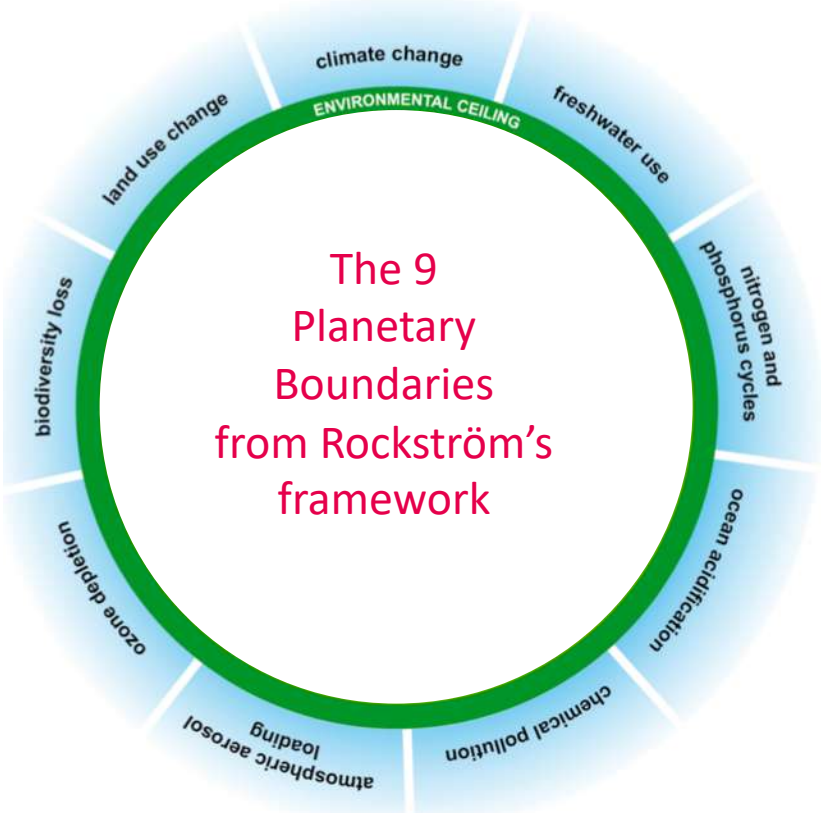 climate change
ENVIRONMENTAL CEILING
freshwater use
nitrogen and
phosphorus cycles
ocean acidification
chemical pollution
atmospheric aerosol
loading
ozone depletion
biodiversity loss
land use change
The 9
Planetary
Boundaries
from Rockström’s
framework